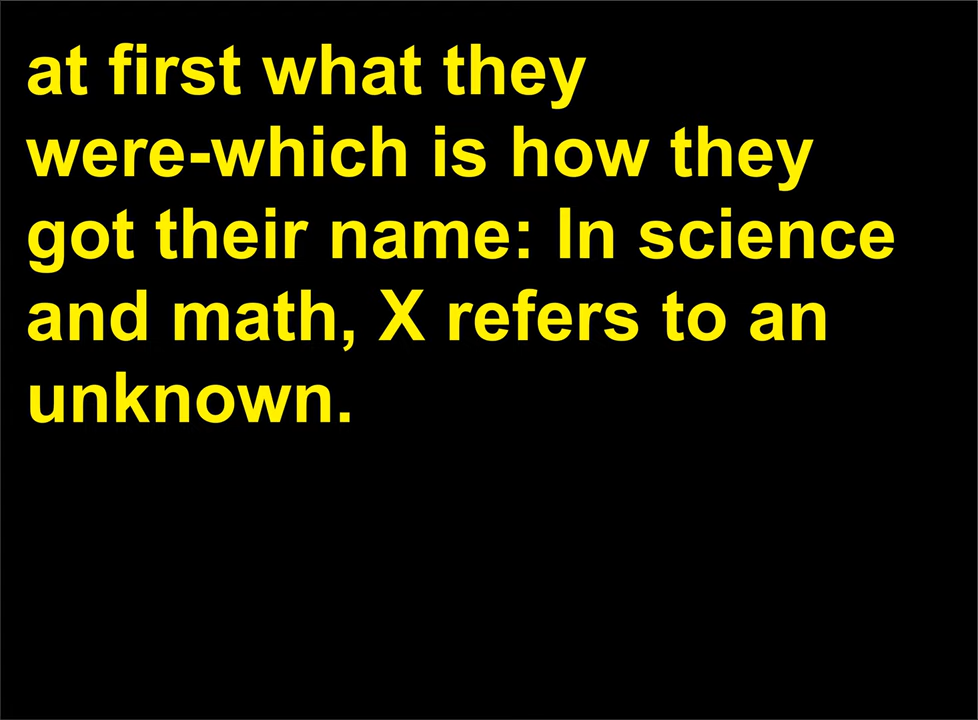 at first what they
were-which is how they
got their name: In science
and math, X refers to an
unknown.